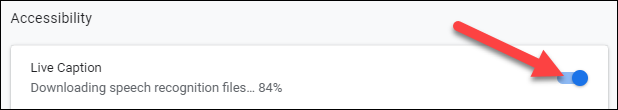 Accessibility
Live Caption
Downloading speech recognition files... 84%